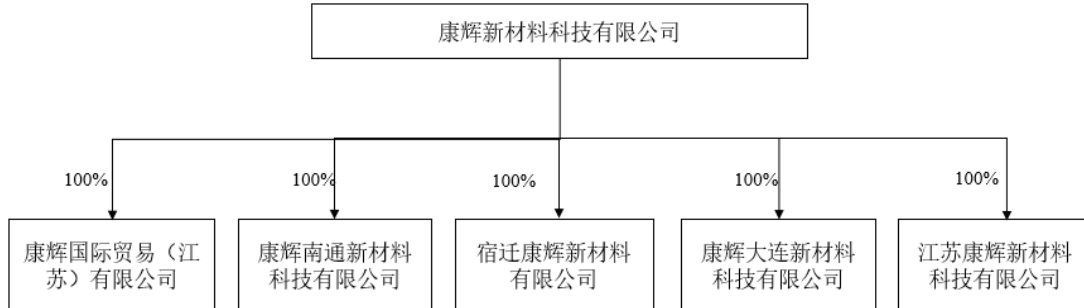 康辉新材料科技有限公司
100%
100%
100%
100%
100%
康辉国际贸易（江
苏）有限公司
康辉南通新材料
科技有限公司
宿迁康辉新材料
有限公司
康辉大连新材料
科技有限公司
江苏康辉新材料
科技有限公司